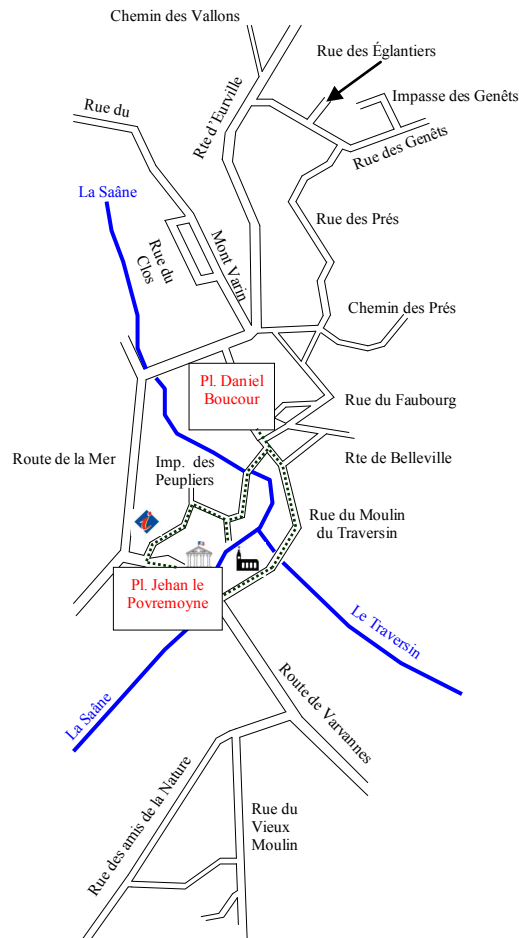 Chemin des Vallons
Rue des Églantiers
Impasse des Genêts
Rue du
Rte d'Eurville
Rue des Genêts
La Saâne
Rue des Prés
Rue du
Clos
Mont Varin
Chemin des Prés
Pl. Daniel
Boucour
Rue du Faubourg
Route de la Mer
Imp. des
Peupliers
Rte de Belleville
Rue du Moulin
du Traversin
i
Pl. Jehan le
Povremoyne
Le Traversin
La Saâne
Route de Varvannes
Rue des amis de la Nature
Rue du
Vieux
Moulin